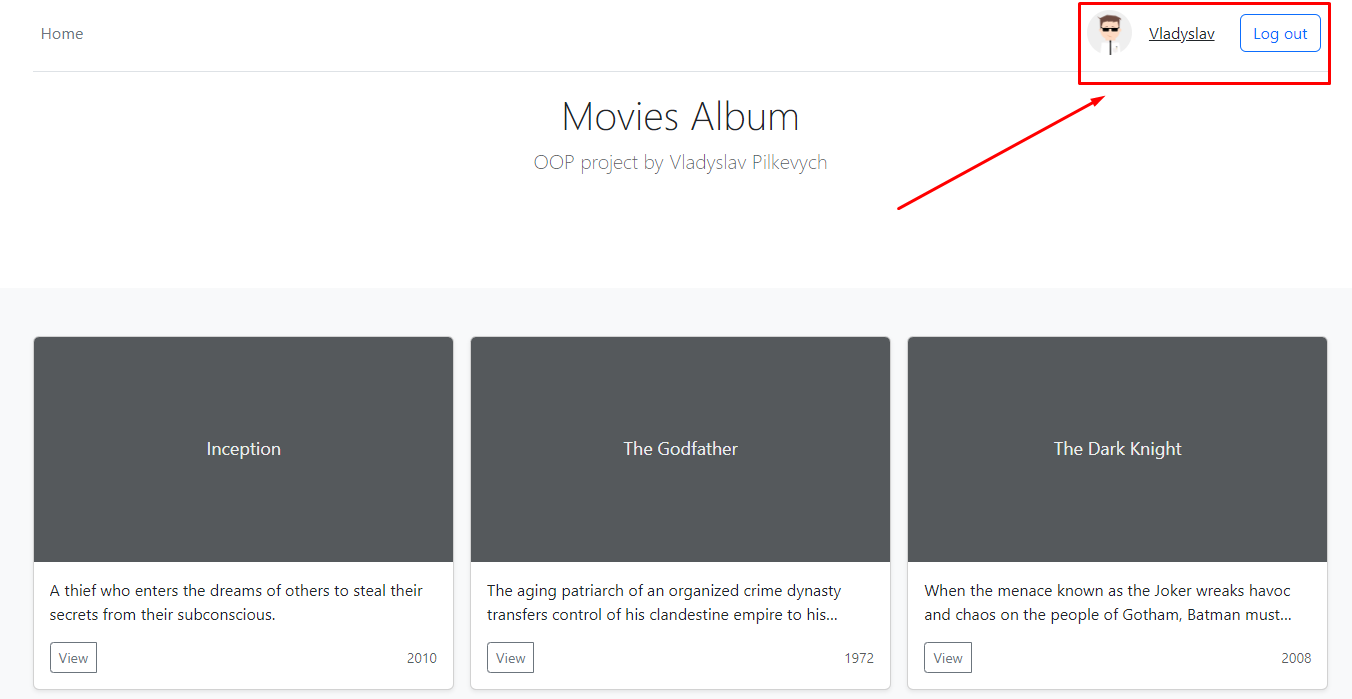 Home
Vladyslav
Log out
Movies Album
OOP project by Vladyslav Pilkevych
Inception
The Godfather
The Dark Knight
A thief who enters the dreams of others to steal their
secrets from their subconscious.
View
2010
The aging patriarch of an organized crime dynasty
transfers control of his clandestine empire to his...
View
1972
When the menace known as the Joker wreaks havoc
and chaos on the people of Gotham, Batman must...
View
2008